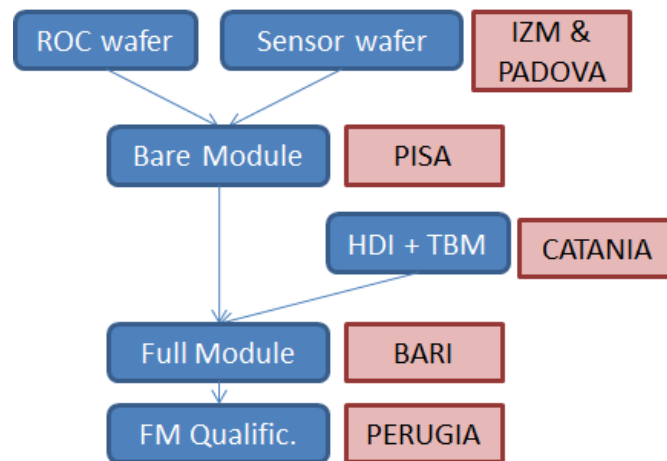 ROC wafer
Sensor wafer
IZM &
PADOVA
Bare Module
PISA
HDI + TBM
CATANIA
Full Module
BARI
FM Qualific.
PERUGIA